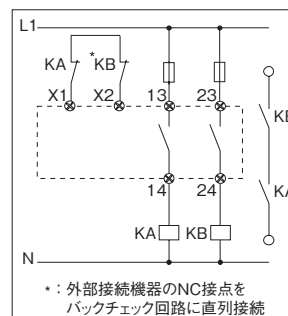 L1
* KA KB
X1 X2 13 23
KB
KA
14 24
KA KB
N
*：外部接続機器のNC接点を
バックチェック回路に直列接続